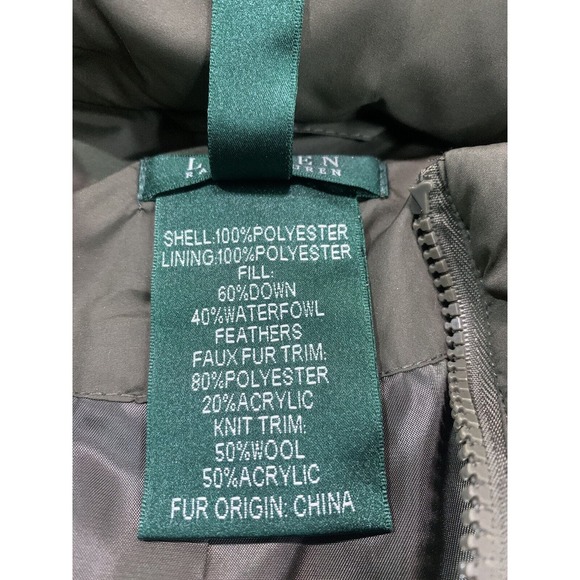 SHELL:100%POLYESTER
LINING:100%POLYESTER
FILL:
60%DOWN
40%WATERFOWL
FEATHERS
FAUX FUR TRIM:
80%POLYESTER
20%ACRYLIC
KNIT TRIM:
50%WOOL
50%ACRYLIC
FUR ORIGIN: CHINA